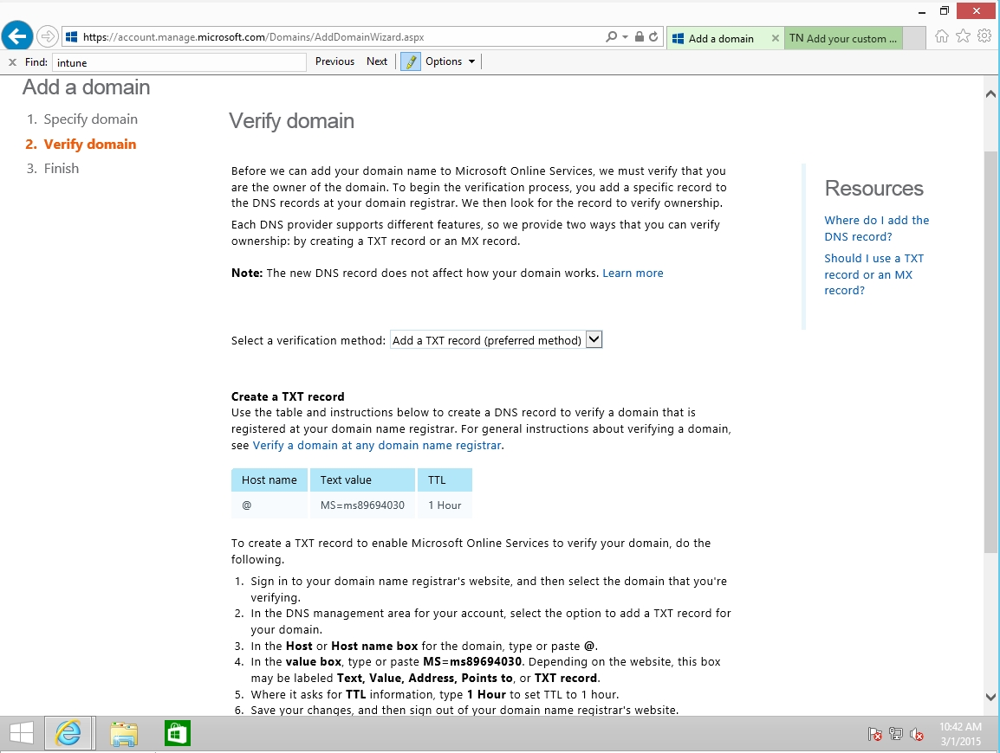 https://account.manage.microsoft.com/Domains/AddDomainWizard.aspx
Add a domain
TN Add your custom ...
Find: intune
Previous Next Options
Add a domain
1. Specify domain
2. Verify domain
3. Finish
Verify domain
Before we can add your domain name to Microsoft Online Services, we must verify that you
are the owner of the domain. To begin the verification process, you add a specific record to
the DNS records at your domain registrar. We then look for the record to verify ownership.
Each DNS provider supports different features, so we provide two ways that you can verify
ownership: by creating a TXT record or an MX record.
Note: The new DNS record does not affect how your domain works. Learn more
Select a verification method: Add a TXT record (preferred method)
Create a TXT record
Use the table and instructions below to create a DNS record to verify a domain that is
registered at your domain name registrar. For general instructions about verifying a domain,
see Verify a domain at any domain name registrar.
Host name Text value TTL
@ MS=ms89694030 1 Hour
To create a TXT record to enable Microsoft Online Services to verify your domain, do the
following.
1. Sign in to your domain name registrar's website, and then select the domain that you're
verifying.
2. In the DNS management area for your account, select the option to add a TXT record for
your domain.
3. In the Host or Host name box for the domain, type or paste @.
4. In the value box, type or paste MS=ms89694030. Depending on the website, this box
may be labeled Text, Value, Address, Points to, or TXT record.
5. Where it asks for TTL information, type 1 Hour to set TTL to 1 hour.
6. Save your changes, and then sign out of your domain name registrar's website.
Resources
Where do I add the
DNS record?
Should I use a TXT
record or an MX
record?
10:42 AM
3/1/2015